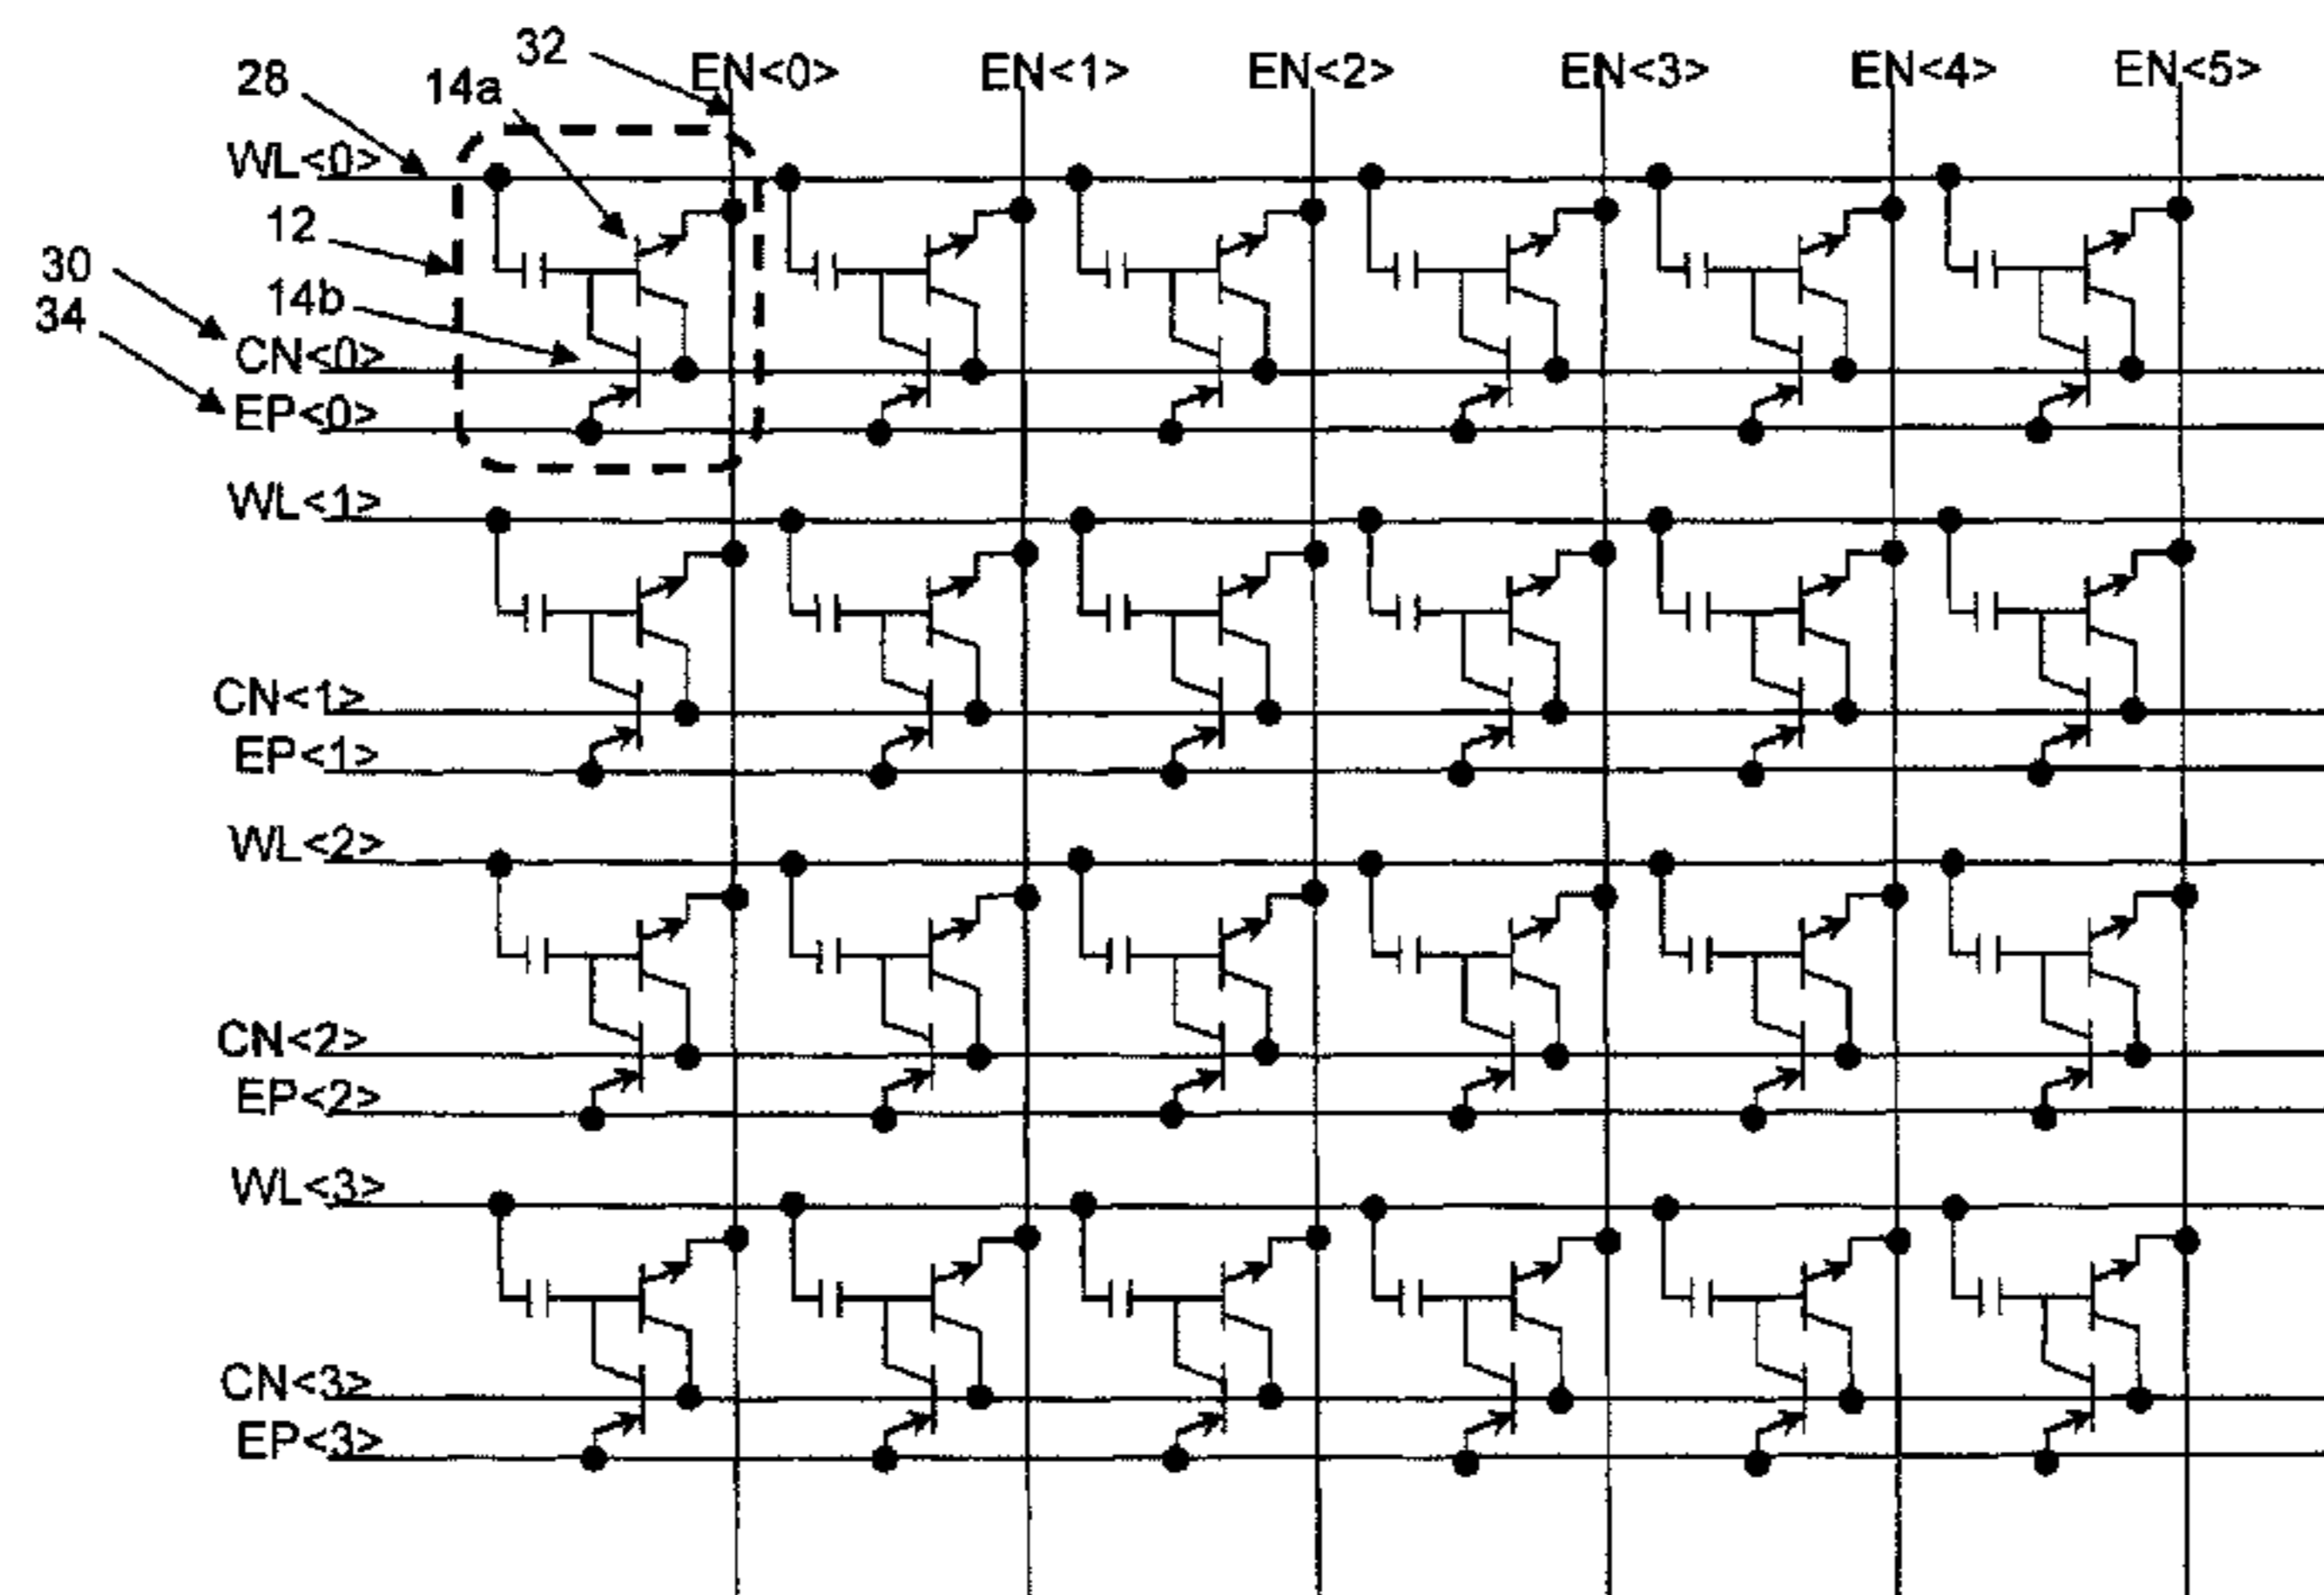 32
EN<0> EN<1> EN<2> EN<3> EN<4> EN<5>
28
14a
WL<0>
12
30
14b
34
CN<0>
EP<0>
WL<1>
CN<1>
EP<1>
WL<2>
CN<2>
EP<2>
WL<3>
CN<3>
EP<3>